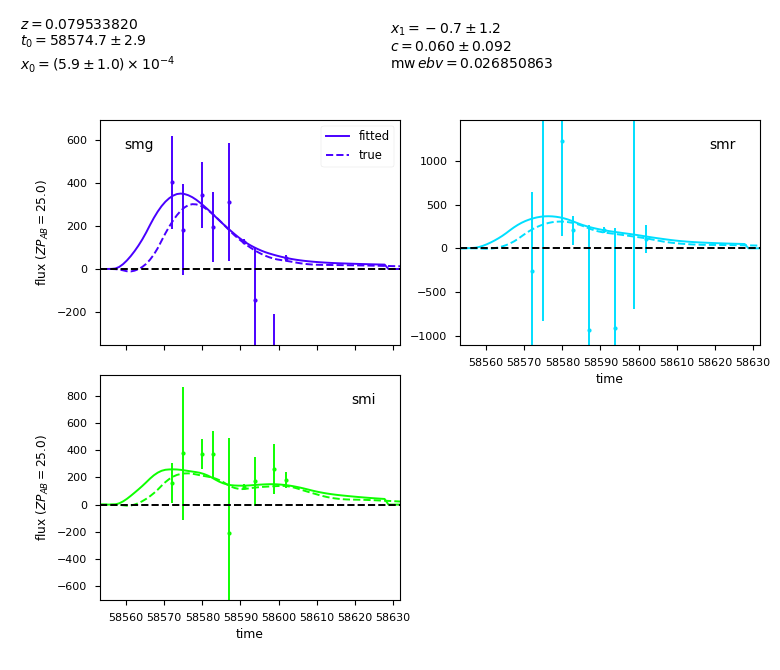 z = 0.079533820
t₀ = 58574.7 ± 2.9
x₀ = (5.9 ± 1.0) × 10⁻⁴
x₁ = −0.7 ± 1.2
c = 0.060 ± 0.092
mwebv = 0.026850863
smg
fitted
true
600
400
200
0
−200
flux (ZP_AB = 25.0)
smr
1000
500
0
−500
−1000
58560 58570 58580 58590 58600 58610 58620 58630
time
smi
800
600
400
200
0
−200
−400
−600
flux (ZP_AB = 25.0)
58560 58570 58580 58590 58600 58610 58620 58630
time